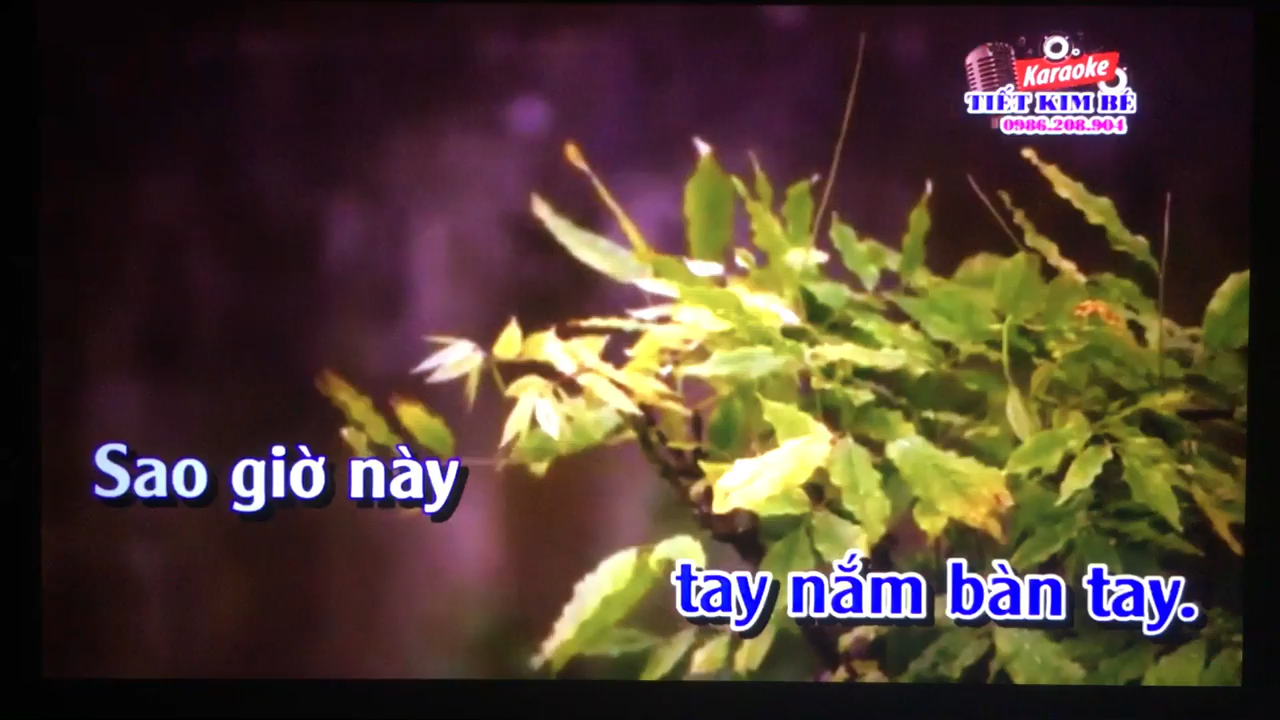 Karaoke
TIẾT KIM BÉ
0986.208.904
Sao giờ này
tay nắm bàn tay.